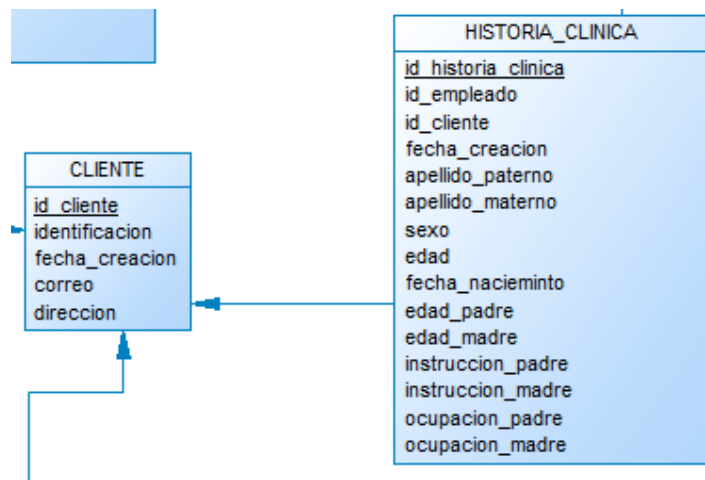 HISTORIA_CLINICA
id_historia_clinica
id_empleado
id_cliente
fecha_creacion
apellido_paterno
apellido_materno
sexo
edad
fecha_nacieminto
edad_padre
edad_madre
instruccion_padre
instruccion_madre
ocupacion_padre
ocupacion_madre
CLIENTE
id_cliente
identificacion
fecha_creacion
correo
direccion